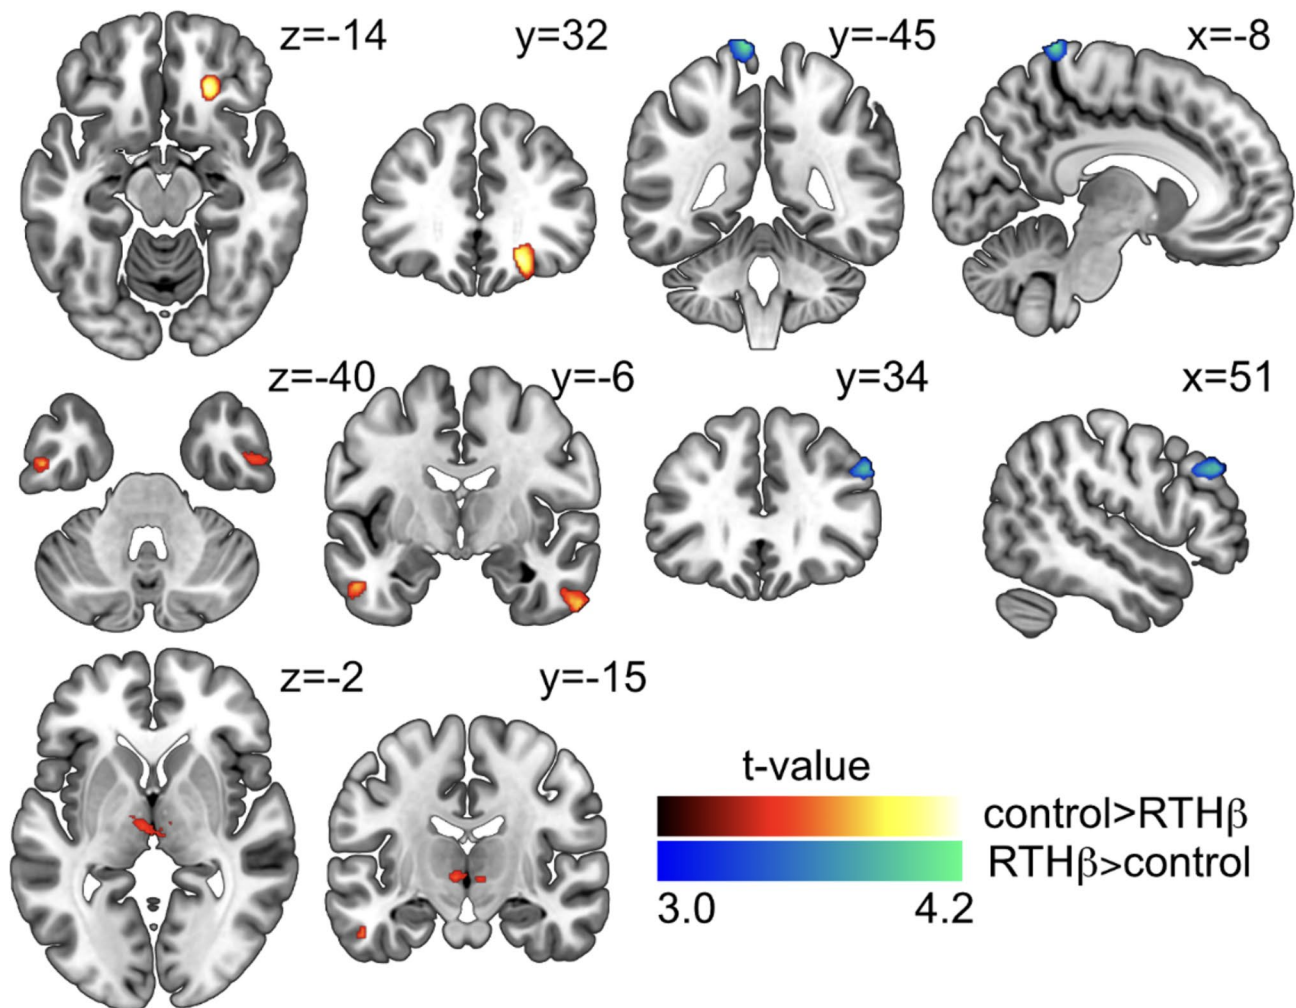 z=-14
y=32
y=-45
x=-8
z=-40
y=-6
y=34
x=51
z=-2
y=-15
t-value
control>RTHβ
RTHβ>control
3.0
4.2